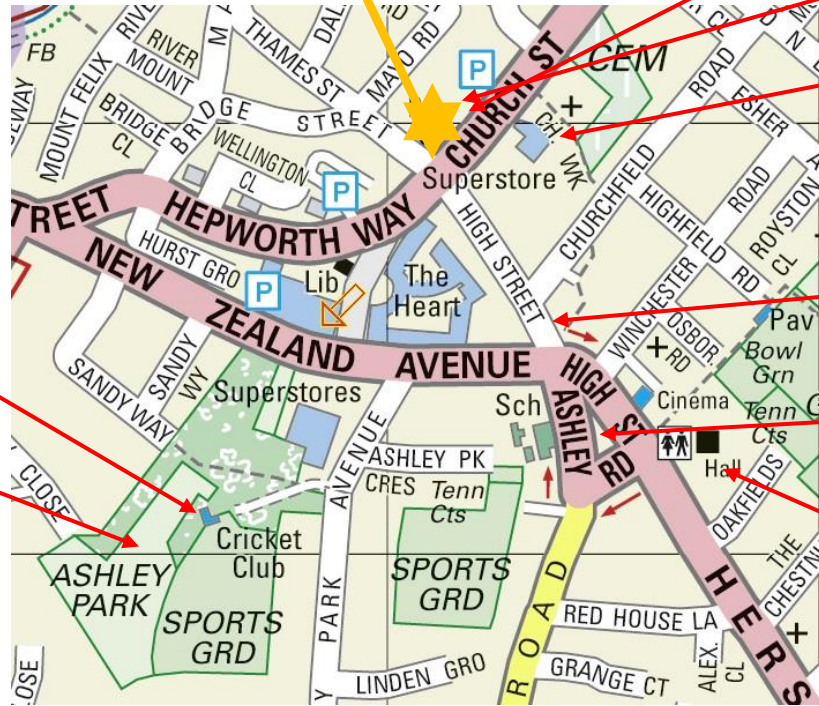 FB
RIVER
MOUNT
MOUNT FELIX
BRIDGE
CL
BRIDGE
STREET
THAMES ST
MAYO RD
RD
P
CHURCH ST
CEM
CH. WK
ROAD
ESHER
WELLINGTON
CL
P
Superstore
TREET
HEPWORTH WAY
HIGH STREET
CHURCHFIELD
HIGHFIELD RD
ROAD
ROYSTON
CL
HURST GRO
P
Lib
The
Heart
NEW ZEALAND AVENUE
WINCHESTER
RD
OSBOR
Pav
Bowl
Grn
Tenn
Cts
SANDY
WY
SANDY WAY
Superstores
Sch
ASHLEY
RD
HIGH ST
Cinema
Hall
AVENUE
ASHLEY PK
CRES
Tenn
Cts
OAKFIELDS
CLOSE
Cricket
Club
ASHLEY
PARK
SPORTS
GRD
SPORTS
GRD
PARK
Y
ROAD
RED HOUSE LA
THE
CHESTNU
HERS
ALEX.
CL
LINDEN GRO
GRANGE CT
LOSE